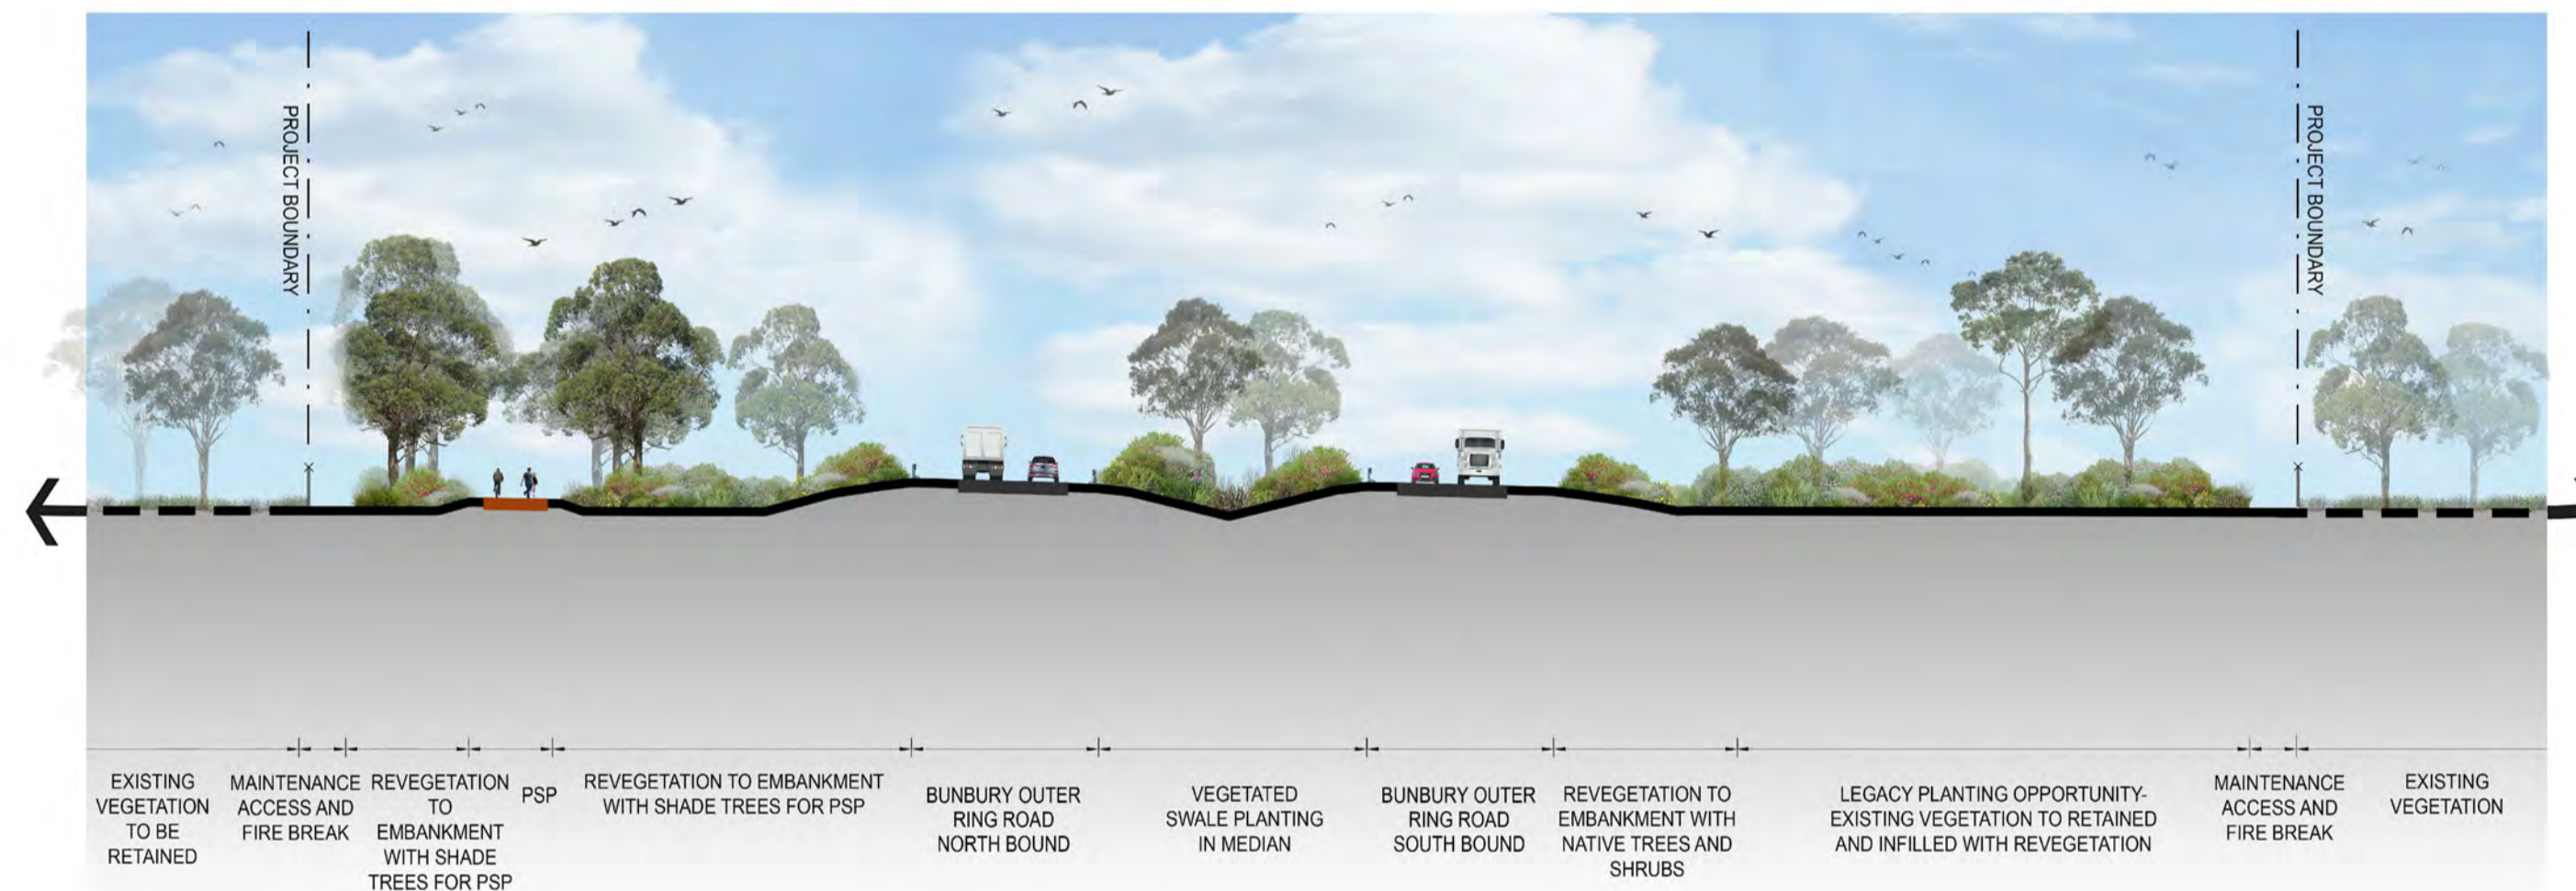 PROJECT BOUNDARY
PROJECT BOUNDARY
EXISTING
VEGETATION
TO BE
RETAINED
MAINTENANCE
ACCESS AND
FIRE BREAK
REVEGETATION
TO
EMBANKMENT
WITH SHADE
TREES FOR PSP
PSP
REVEGETATION TO EMBANKMENT
WITH SHADE TREES FOR PSP
BUNBURY OUTER
RING ROAD
NORTH BOUND
VEGETATED
SWALE PLANTING
IN MEDIAN
BUNBURY OUTER
RING ROAD
SOUTH BOUND
REVEGETATION TO
EMBANKMENT WITH
NATIVE TREES AND
SHRUBS
LEGACY PLANTING OPPORTUNITY-
EXISTING VEGETATION TO RETAINED
AND INFILLED WITH REVEGETATION
MAINTENANCE
ACCESS AND
FIRE BREAK
EXISTING
VEGETATION